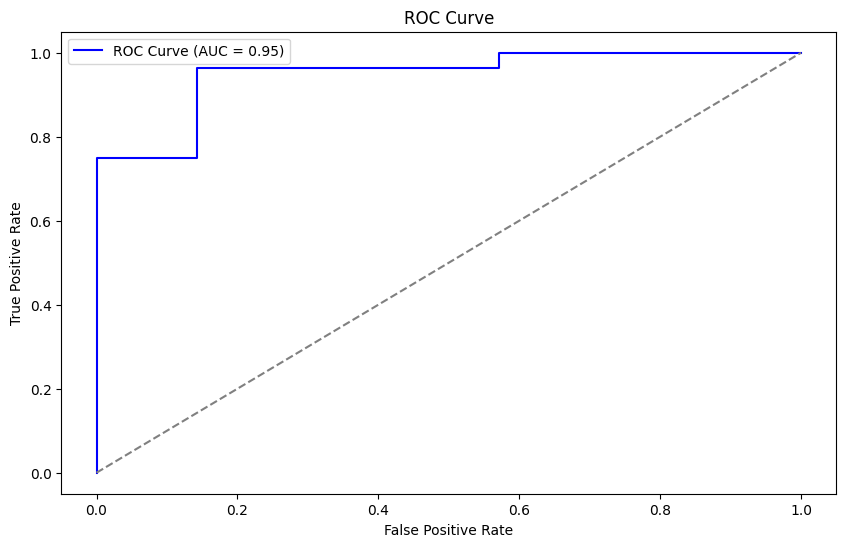 ROC Curve
ROC Curve (AUC = 0.95)
True Positive Rate
1.0
0.8
0.6
0.4
0.2
0.0
0.0 0.2 0.4 0.6 0.8 1.0
False Positive Rate